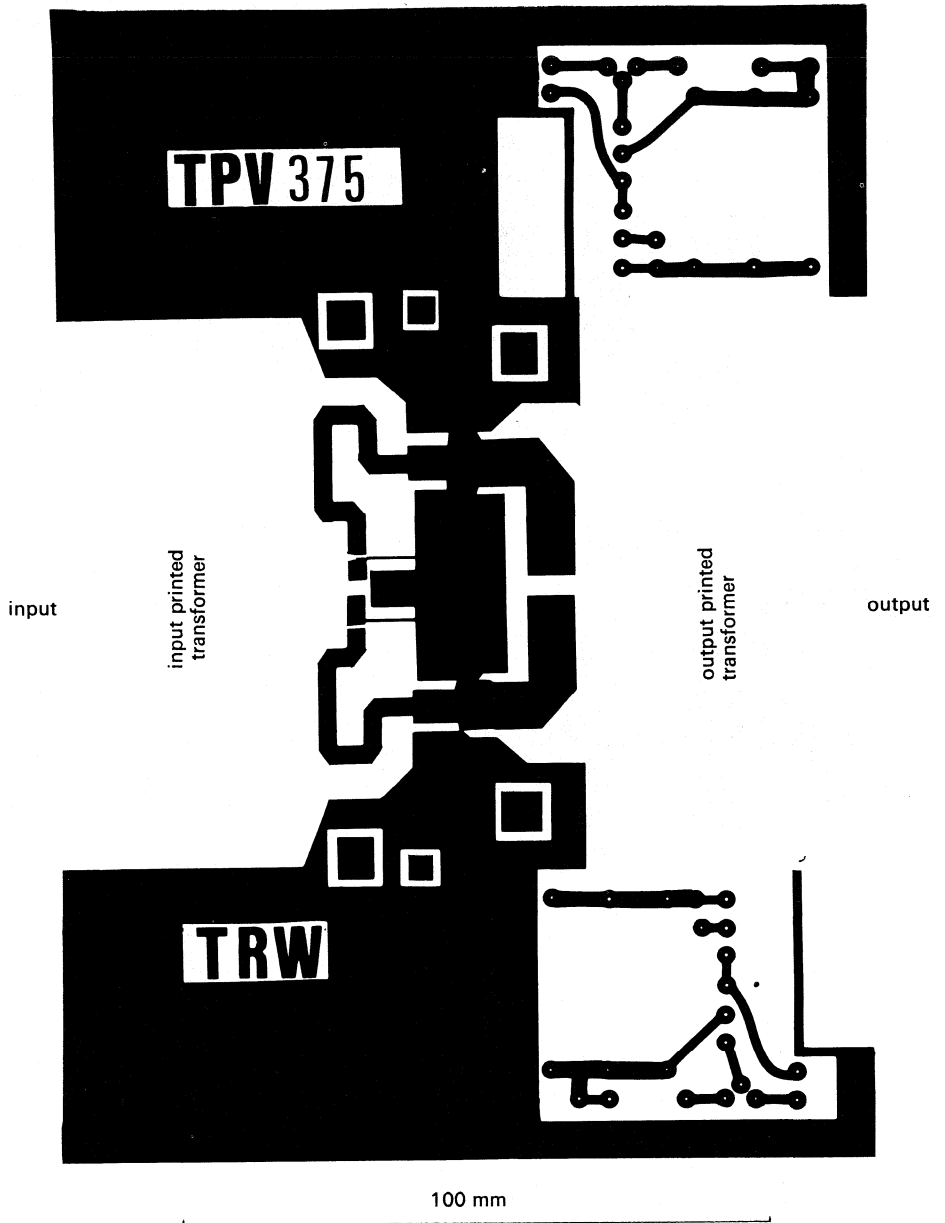 TPV 375
input
input printed
transformer
output printed
transformer
output
TRW
100 mm